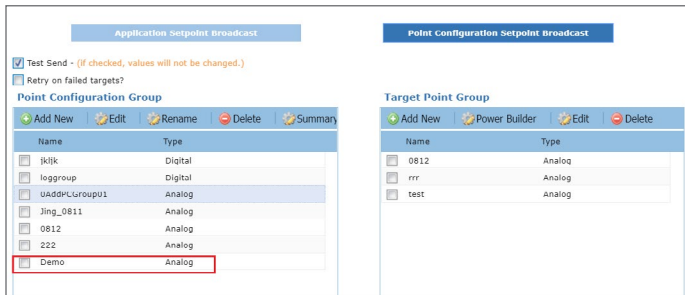 Application Setpoint Broadcast
Point Configuration Setpoint Broadcast
Test Send - (if checked, values will not be changed.)
Retry on failed targets?
Point Configuration Group
Add New Edit Rename Delete Summary
Name Type
jkljk Digital
loggroup Digital
0AddPCGroup01 Analog
Jing_0811 Analog
0812 Analog
222 Analog
Demo Analog
Target Point Group
Add New Power Builder Edit Delete
Name Type
0812 Analog
rrr Analog
test Analog